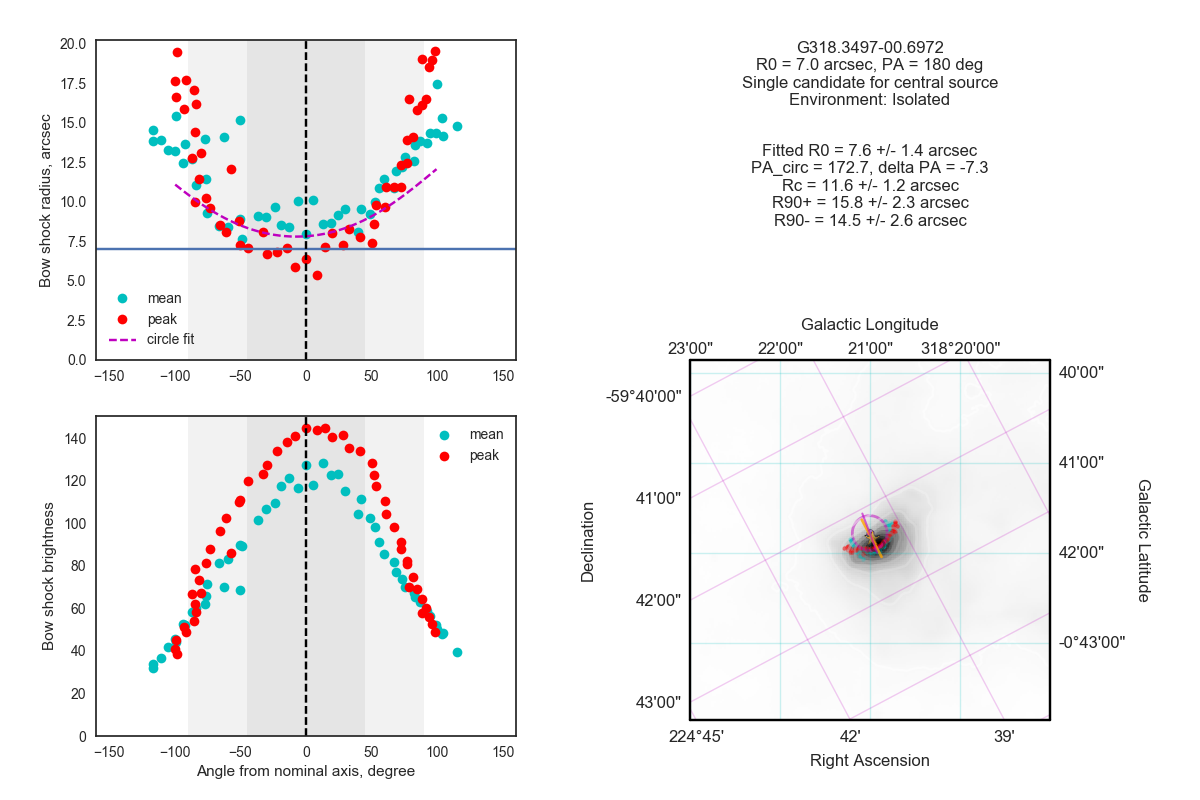 20.0
17.5
15.0
12.5
10.0
7.5
5.0
2.5
0.0
Bow shock radius, arcsec
mean
peak
circle fit
−150 −100 −50 0 50 100 150
140
120
100
80
60
40
20
0
Bow shock brightness
mean
peak
−150 −100 −50 0 50 100 150
Angle from nominal axis, degree
G318.3497-00.6972
R0 = 7.0 arcsec, PA = 180 deg
Single candidate for central source
Environment: Isolated
Fitted R0 = 7.6 +/- 1.4 arcsec
PA_circ = 172.7, delta PA = -7.3
Rc = 11.6 +/- 1.2 arcsec
R90+ = 15.8 +/- 2.3 arcsec
R90- = 14.5 +/- 2.6 arcsec
Galactic Longitude
23'00" 22'00" 21'00" 318°20'00"
-59°40'00"
41'00"
42'00"
43'00"
Declination
40'00"
41'00"
42'00"
-0°43'00"
Galactic Latitude
224°45' 42' 39'
Right Ascension